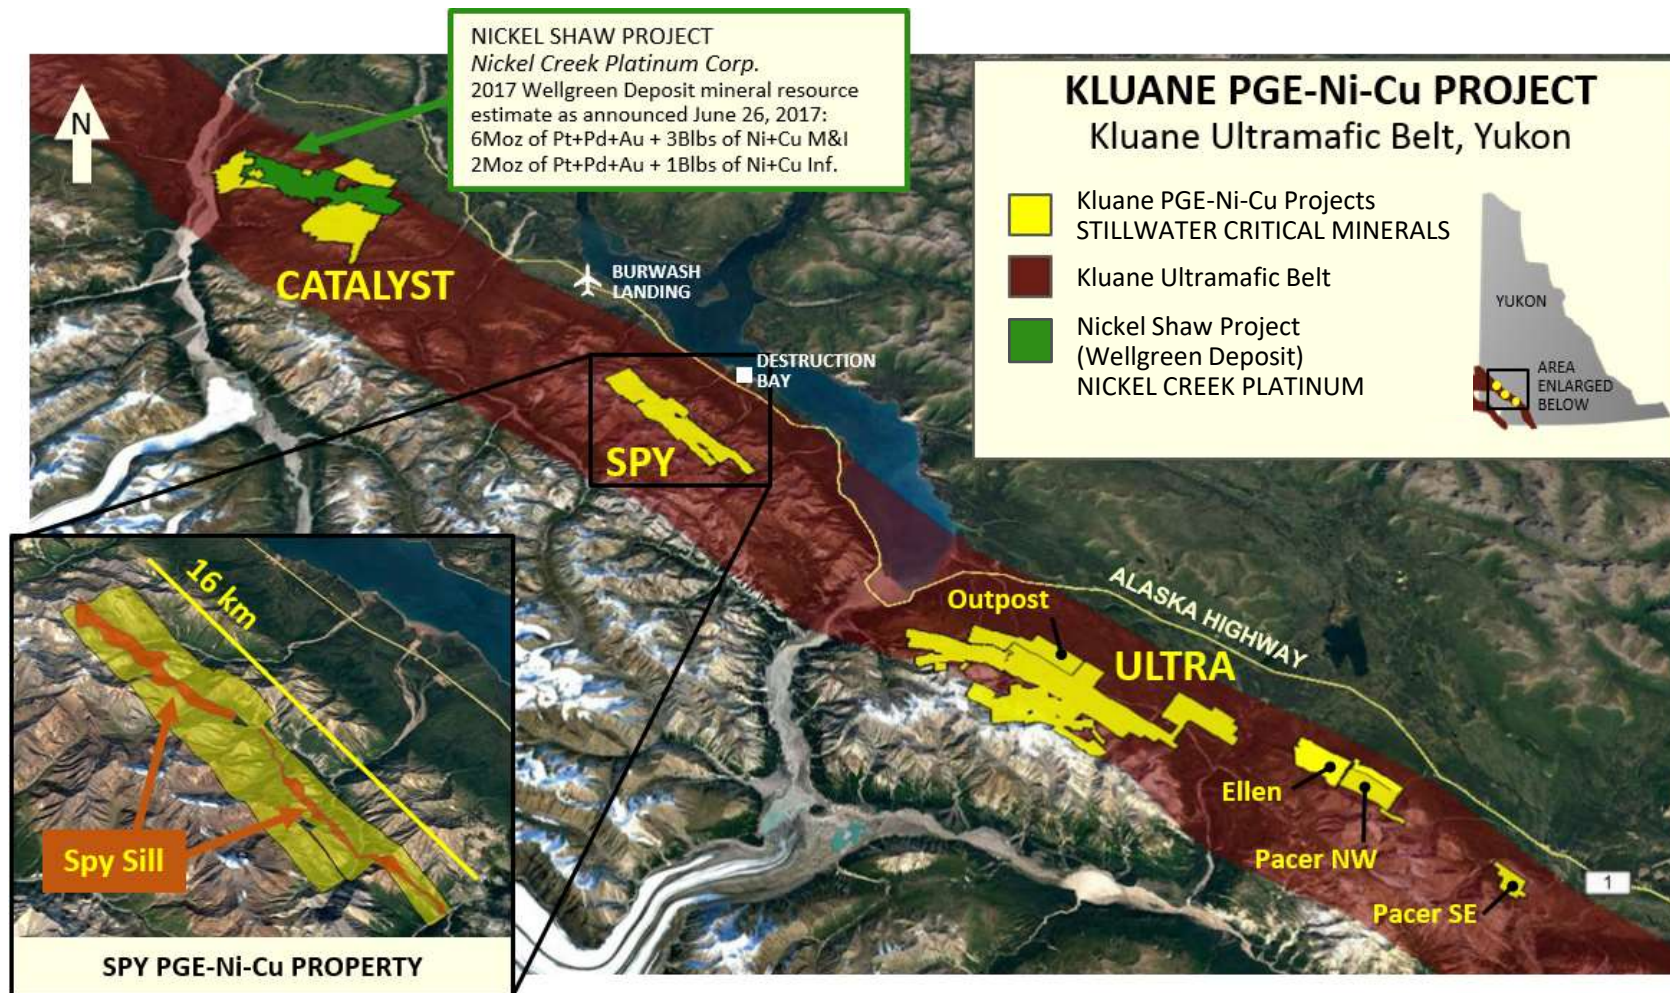 NICKEL SHAW PROJECT
Nickel Creek Platinum Corp.
2017 Wellgreen Deposit mineral resource
estimate as announced June 26, 2017:
6Moz of Pt+Pd+Au + 3Blbs of Ni+Cu M&I
2Moz of Pt+Pd+Au + 1Blbs of Ni+Cu Inf.
KLUANE PGE-Ni-Cu PROJECT
Kluane Ultramafic Belt, Yukon
Kluane PGE-Ni-Cu Projects
STILLWATER CRITICAL MINERALS
Kluane Ultramafic Belt
Nickel Shaw Project
(Wellgreen Deposit)
NICKEL CREEK PLATINUM
YUKON
AREA
ENLARGED
BELOW
N
CATALYST
BURWASH
LANDING
DESTRUCTION
BAY
SPY
16 km
Spy Sill
SPY PGE-Ni-Cu PROPERTY
Outpost
ALASKA HIGHWAY
ULTRA
Ellen
Pacer NW
Pacer SE
1